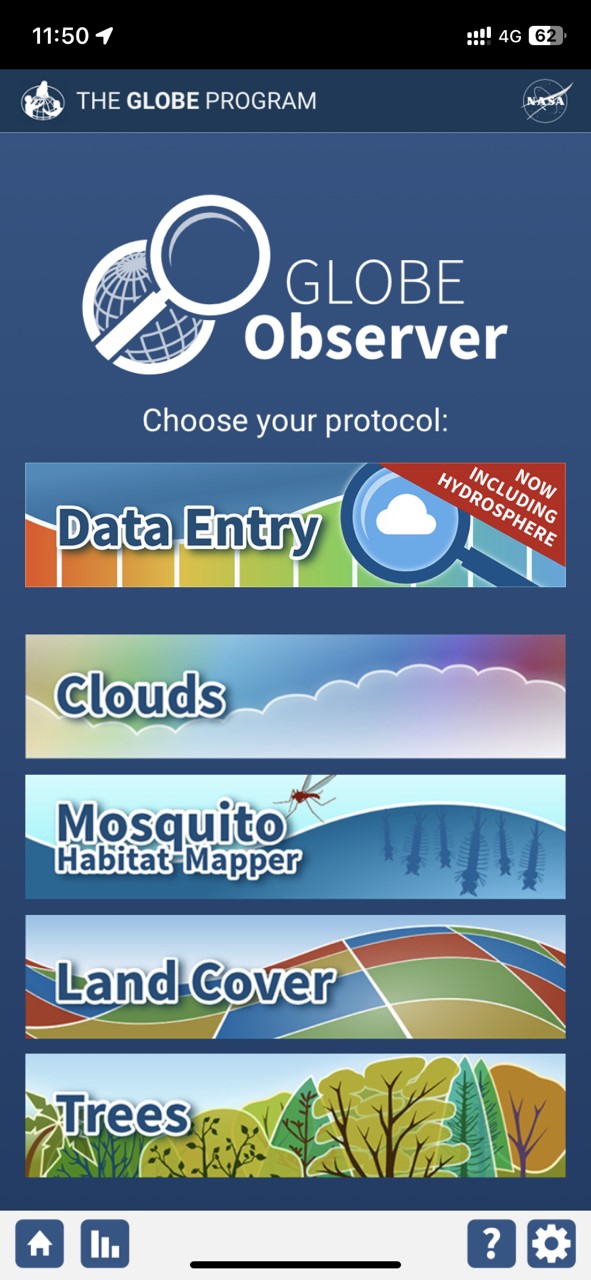 11:50
4G
62
THE GLOBE PROGRAM
NASA
GLOBE
Observer
Choose your protocol:
Data Entry
NOW
INCLUDING
HYDROSPHERE
Clouds
Mosquito
Habitat Mapper
Land Cover
Trees
?